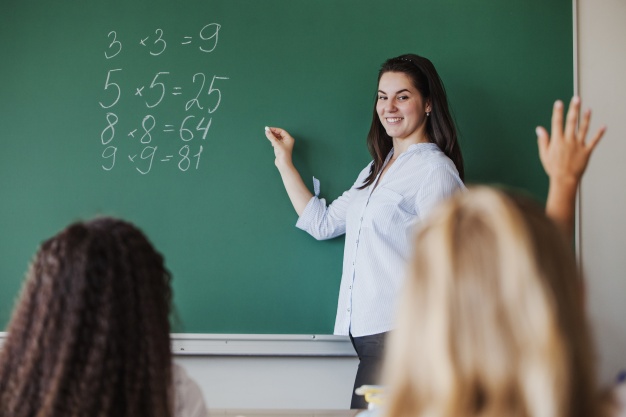 3 × 3 = 9
5 × 5 = 25
8 × 8 = 64
9 × 9 = 81